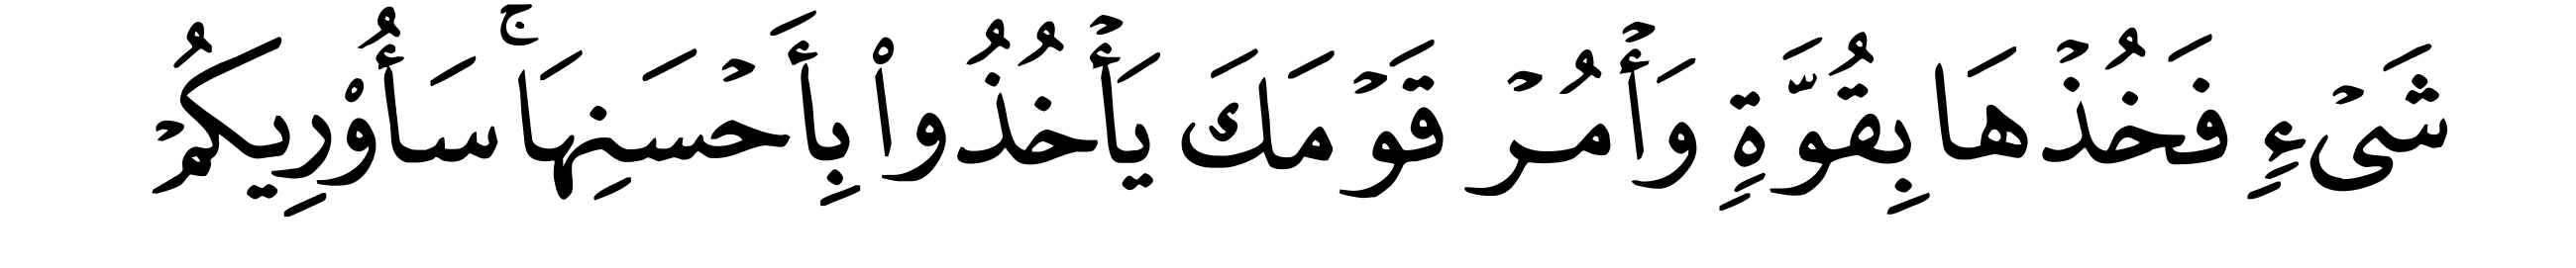 شَىْءٍ فَخُذْهَا بِقُوَّةٍ وَأْمُرْ قَوْمَكَ يَأْخُذُوا۟ بِأَحْسَنِهَا ۚ سَأُو۟رِيكُمْ